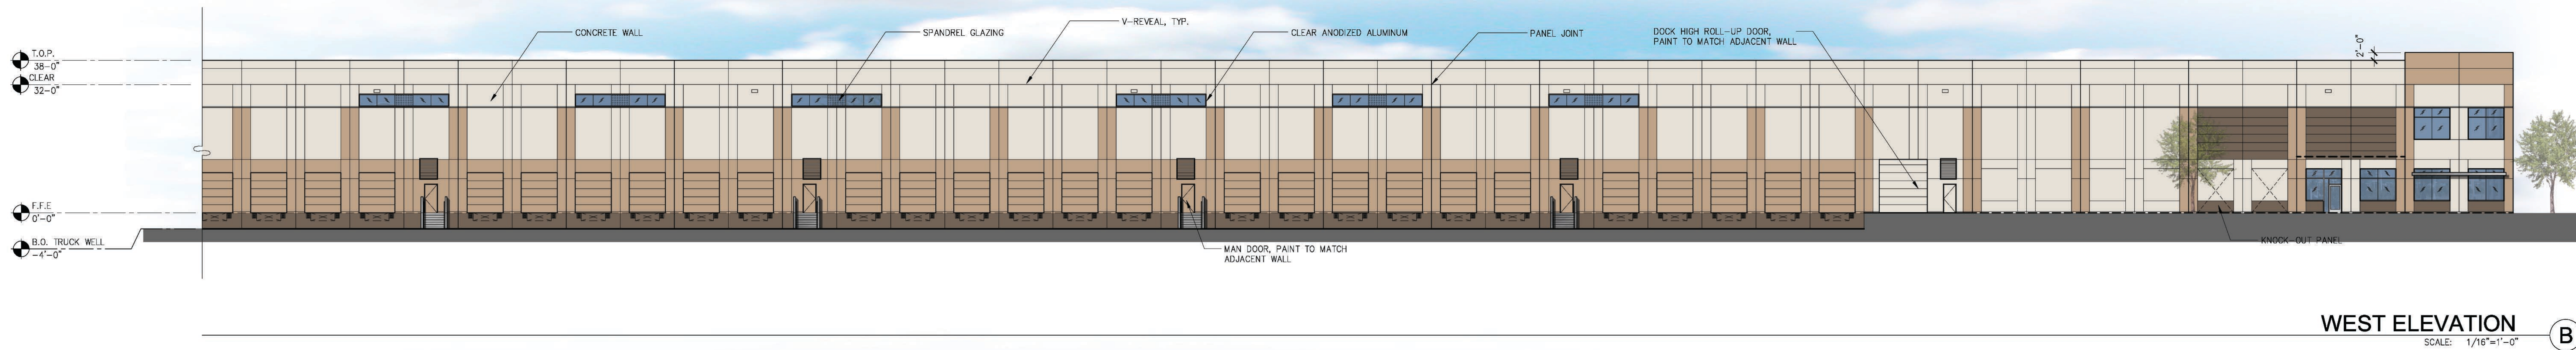 V-REVEAL, TYP.
CONCRETE WALL
SPANDREL GLAZING
CLEAR ANODIZED ALUMINUM
PANEL JOINT
DOCK HIGH ROLL-UP DOOR,
PAINT TO MATCH ADJACENT WALL
2'-0"
T.O.P.
38-0"
CLEAR
32-0"
F.F.E
0'-0"
B.O. TRUCK WELL
-4'-0"
MAN DOOR, PAINT TO MATCH
ADJACENT WALL
KNOCK-OUT PANEL
WEST ELEVATION
B
SCALE: 1/16"=1'-0"